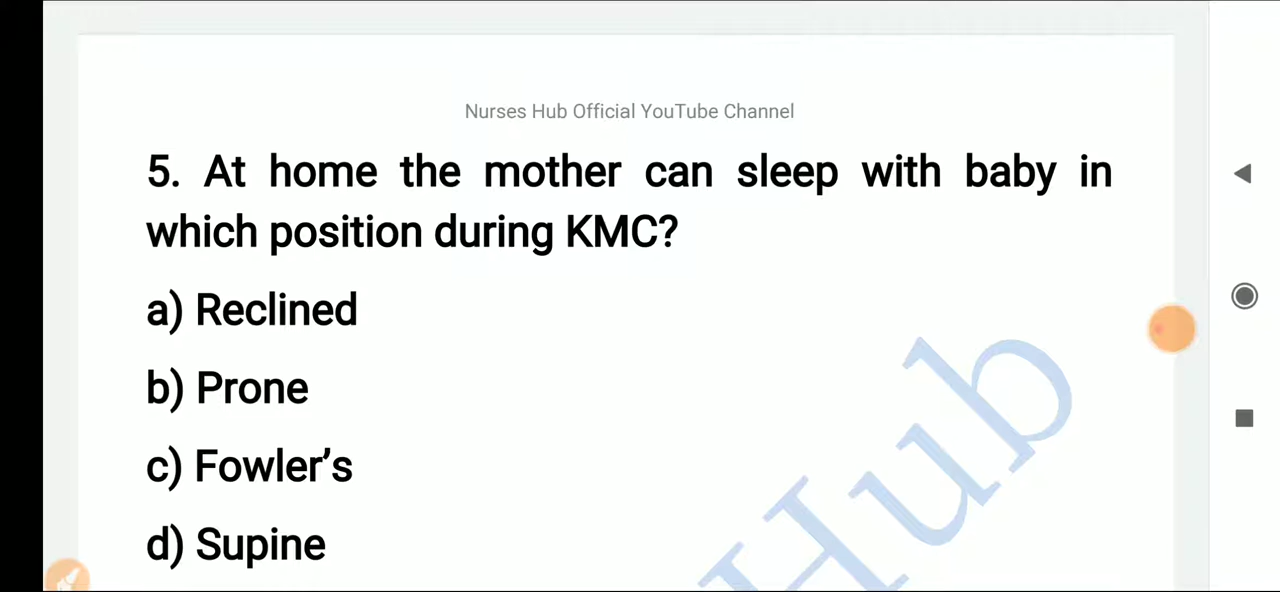 Nurses Hub Official YouTube Channel
5. At home the mother can sleep with baby in
which position during KMC?
a) Reclined
b) Prone
c) Fowler's
d) Supine
Hub